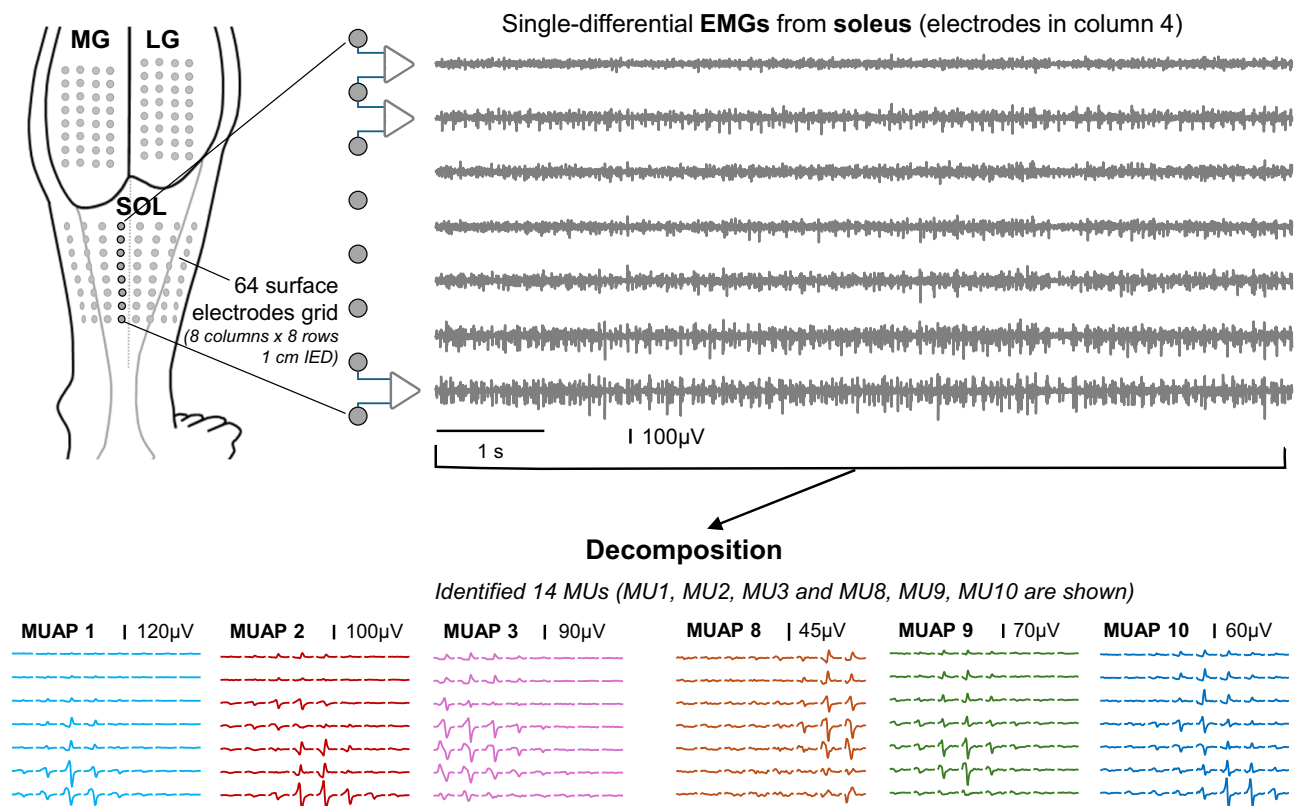 MG LG
SOL
64 surface
electrodes grid
(8 columns x 8 rows
1 cm IED)
Single-differential EMGs from soleus (electrodes in column 4)
1 s
100µV
Decomposition
Identified 14 MUs (MU1, MU2, MU3 and MU8, MU9, MU10 are shown)
MUAP 1 120µV
MUAP 2 100µV
MUAP 3 90µV
MUAP 8 45µV
MUAP 9 70µV
MUAP 10 60µV